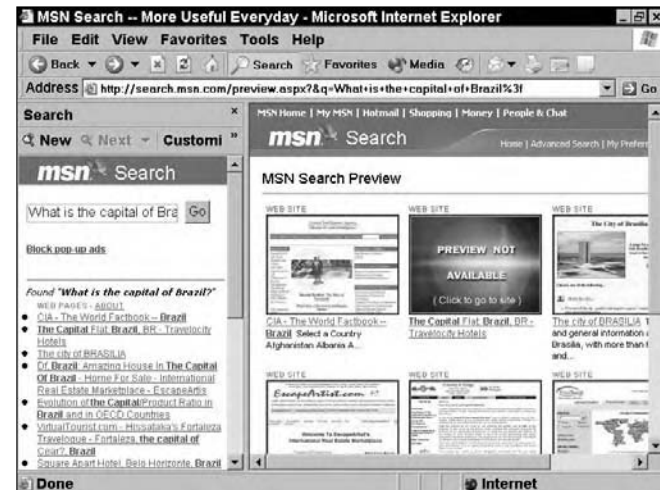 MSN Search -- More Useful Everyday - Microsoft Internet Explorer
File Edit View Favorites Tools Help
Back Search Favorites Media
Address http://search.msn.com/preview.aspx?&q=What+is+the+capital+of+Brazil%3f Go
Search ×
New Next Customi "
msn Search
What is the capital of Bra Go
Block pop-up ads
Found "What is the capital of Brazil?"
WEB PAGES - ABOUT
CIA - The World Factbook -- Brazil
The Capital Flat, Brazil, BR - Travelocity
Hotels
The city of BRASILIA
Of, Brazil: Amazing House In The Capital
Of Brazil - Home For Sale - International
Real Estate Marketplace - EscapeArtis
Evolution of the Capital/Product Ratio in
Brazil and in OECD Countries
VirtualTourist.com - Hissataka's Fortaleza
Travelogue - Fortaleza, the capital of
Cear?, Brazil
Square Apart Hotel, Belo Horizonte, Brazil
MSN Home | My MSN | Hotmail | Shopping | Money | People & Chat
msn Search
Home | Advanced Search | My Prefere
MSN Search Preview
WEB SITE WEB SITE WEB SITE
PREVIEW NOT
AVAILABLE
( Click to go to site )
The City of Brasilia
CIA - The World Factbook --
Brazil Select a Country
Afghanistan Albania A...
The Capital Flat, Brazil, BR -
Travelocity Hotels
The city of BRASILIA
and general information
Brasilia, with more than
and...
WEB SITE WEB SITE WEB SITE
EscapeArtist.com
Done Internet